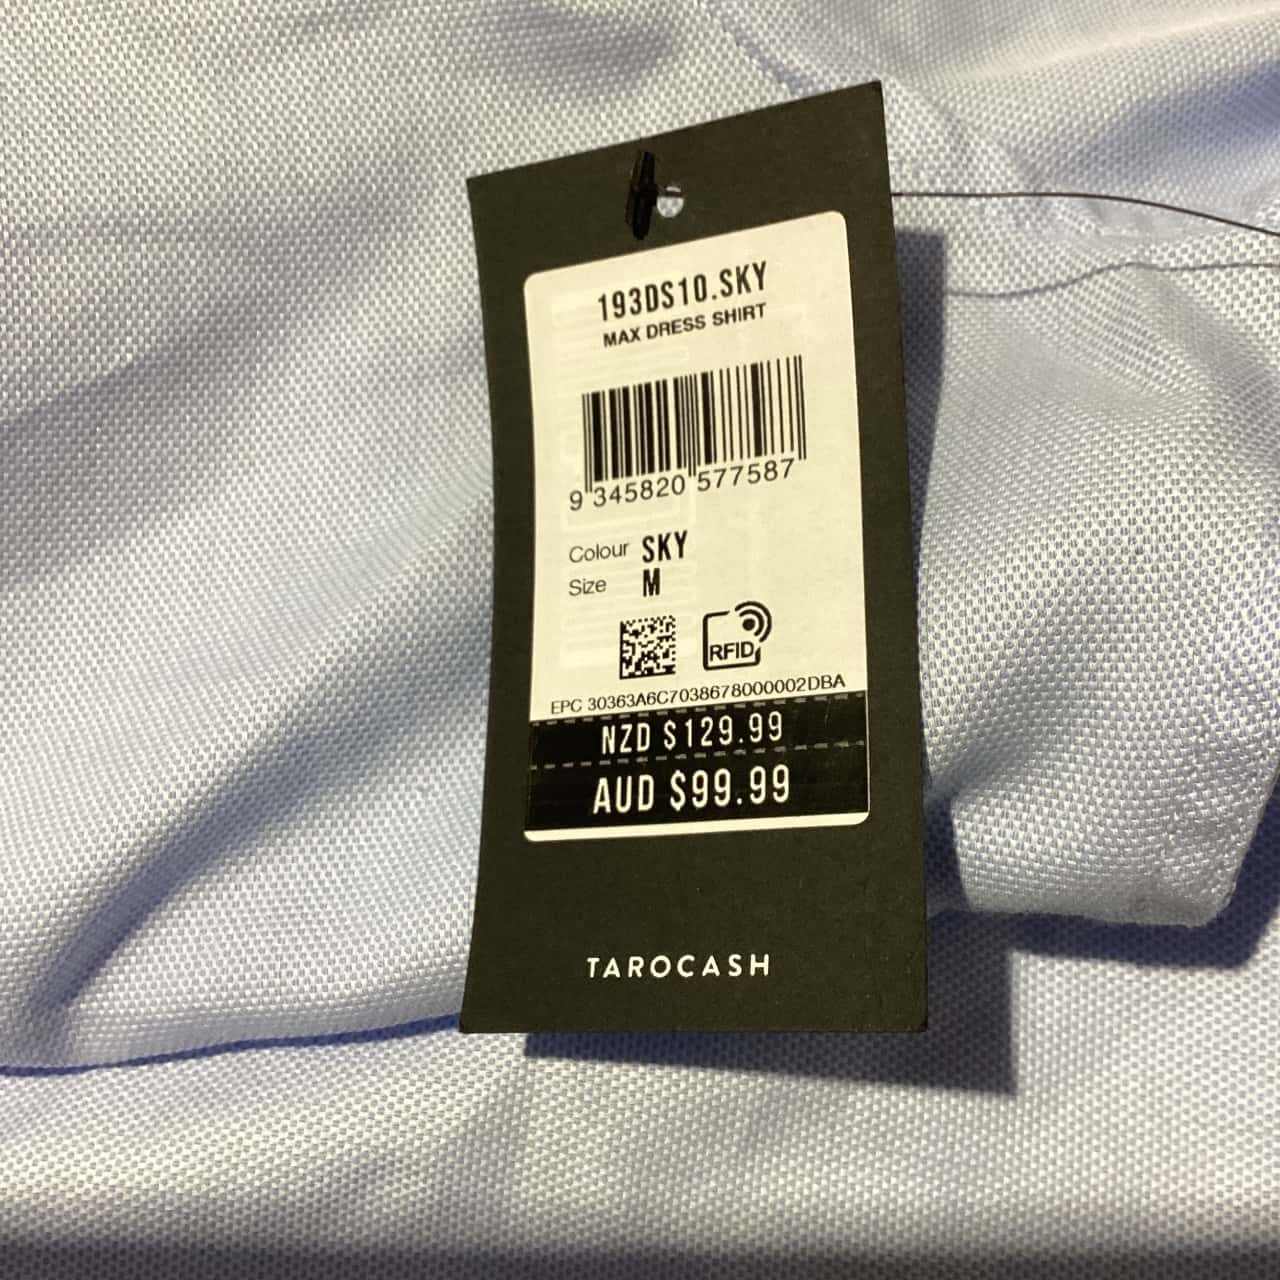 193DS10.SKY
MAX DRESS SHIRT
9 345820 577587
Colour SKY
Size M
RFID
EPC 30363A6C7038678000002DBA
NZD $129.99
AUD $99.99
TAROCASH